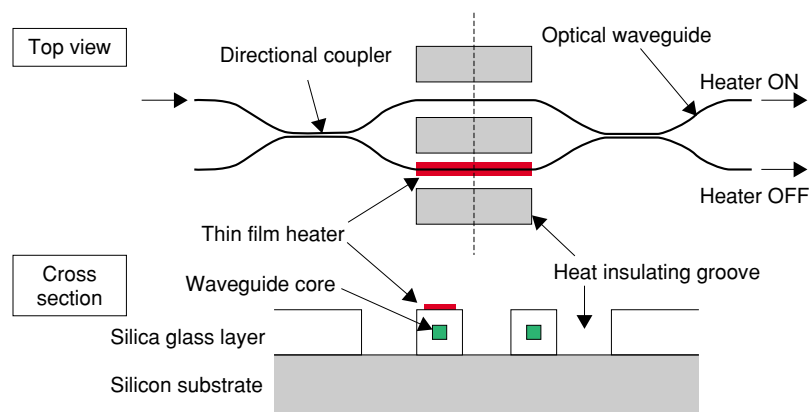 Top view
Directional coupler
Optical waveguide
Heater ON
Heater OFF
Thin film heater
Cross
section
Waveguide core
Heat insulating groove
Silica glass layer
Silicon substrate